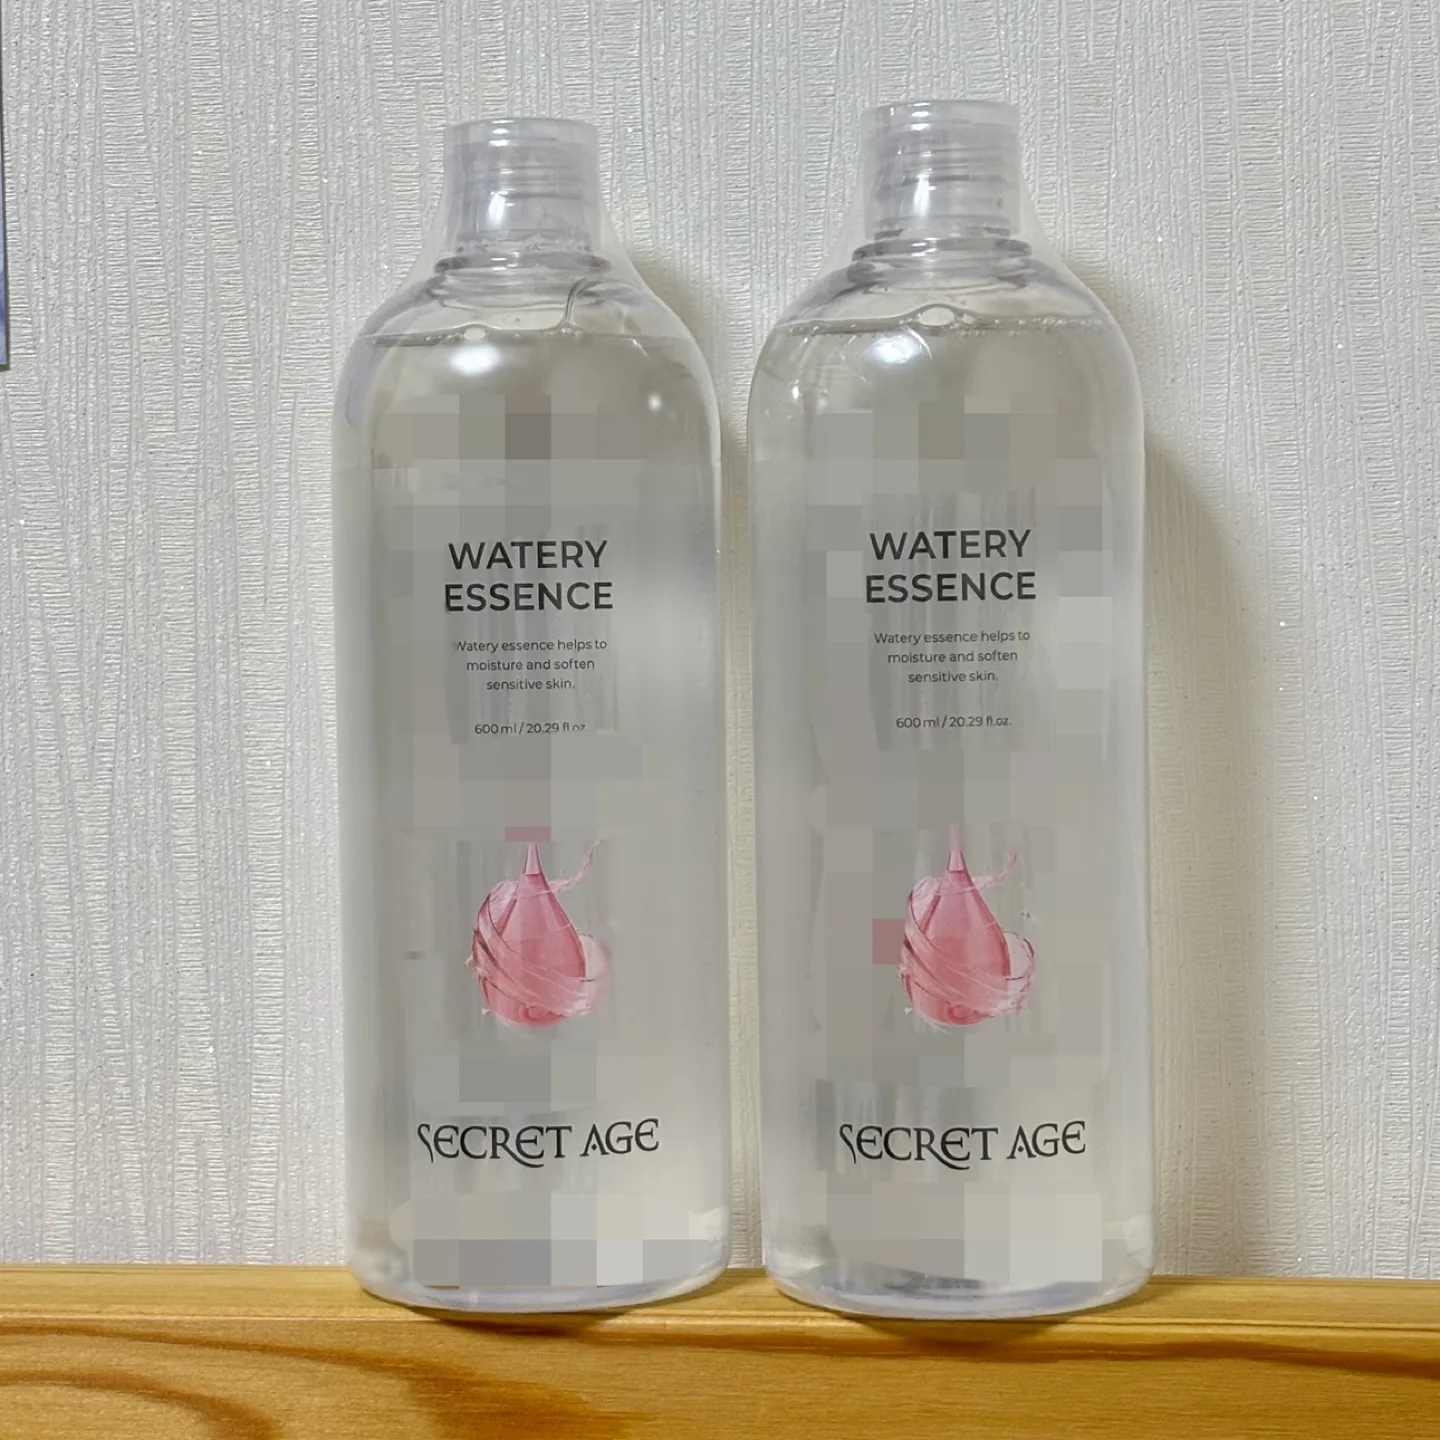 WATERY
ESSENCE
Watery essence helps to
moisture and soften
sensitive skin.
600 ml / 20.29 fl oz
SECRET AGE
WATERY
ESSENCE
Watery essence helps to
moisture and soften
sensitive skin.
600 ml / 20.29 fl.oz.
SECRET AGE